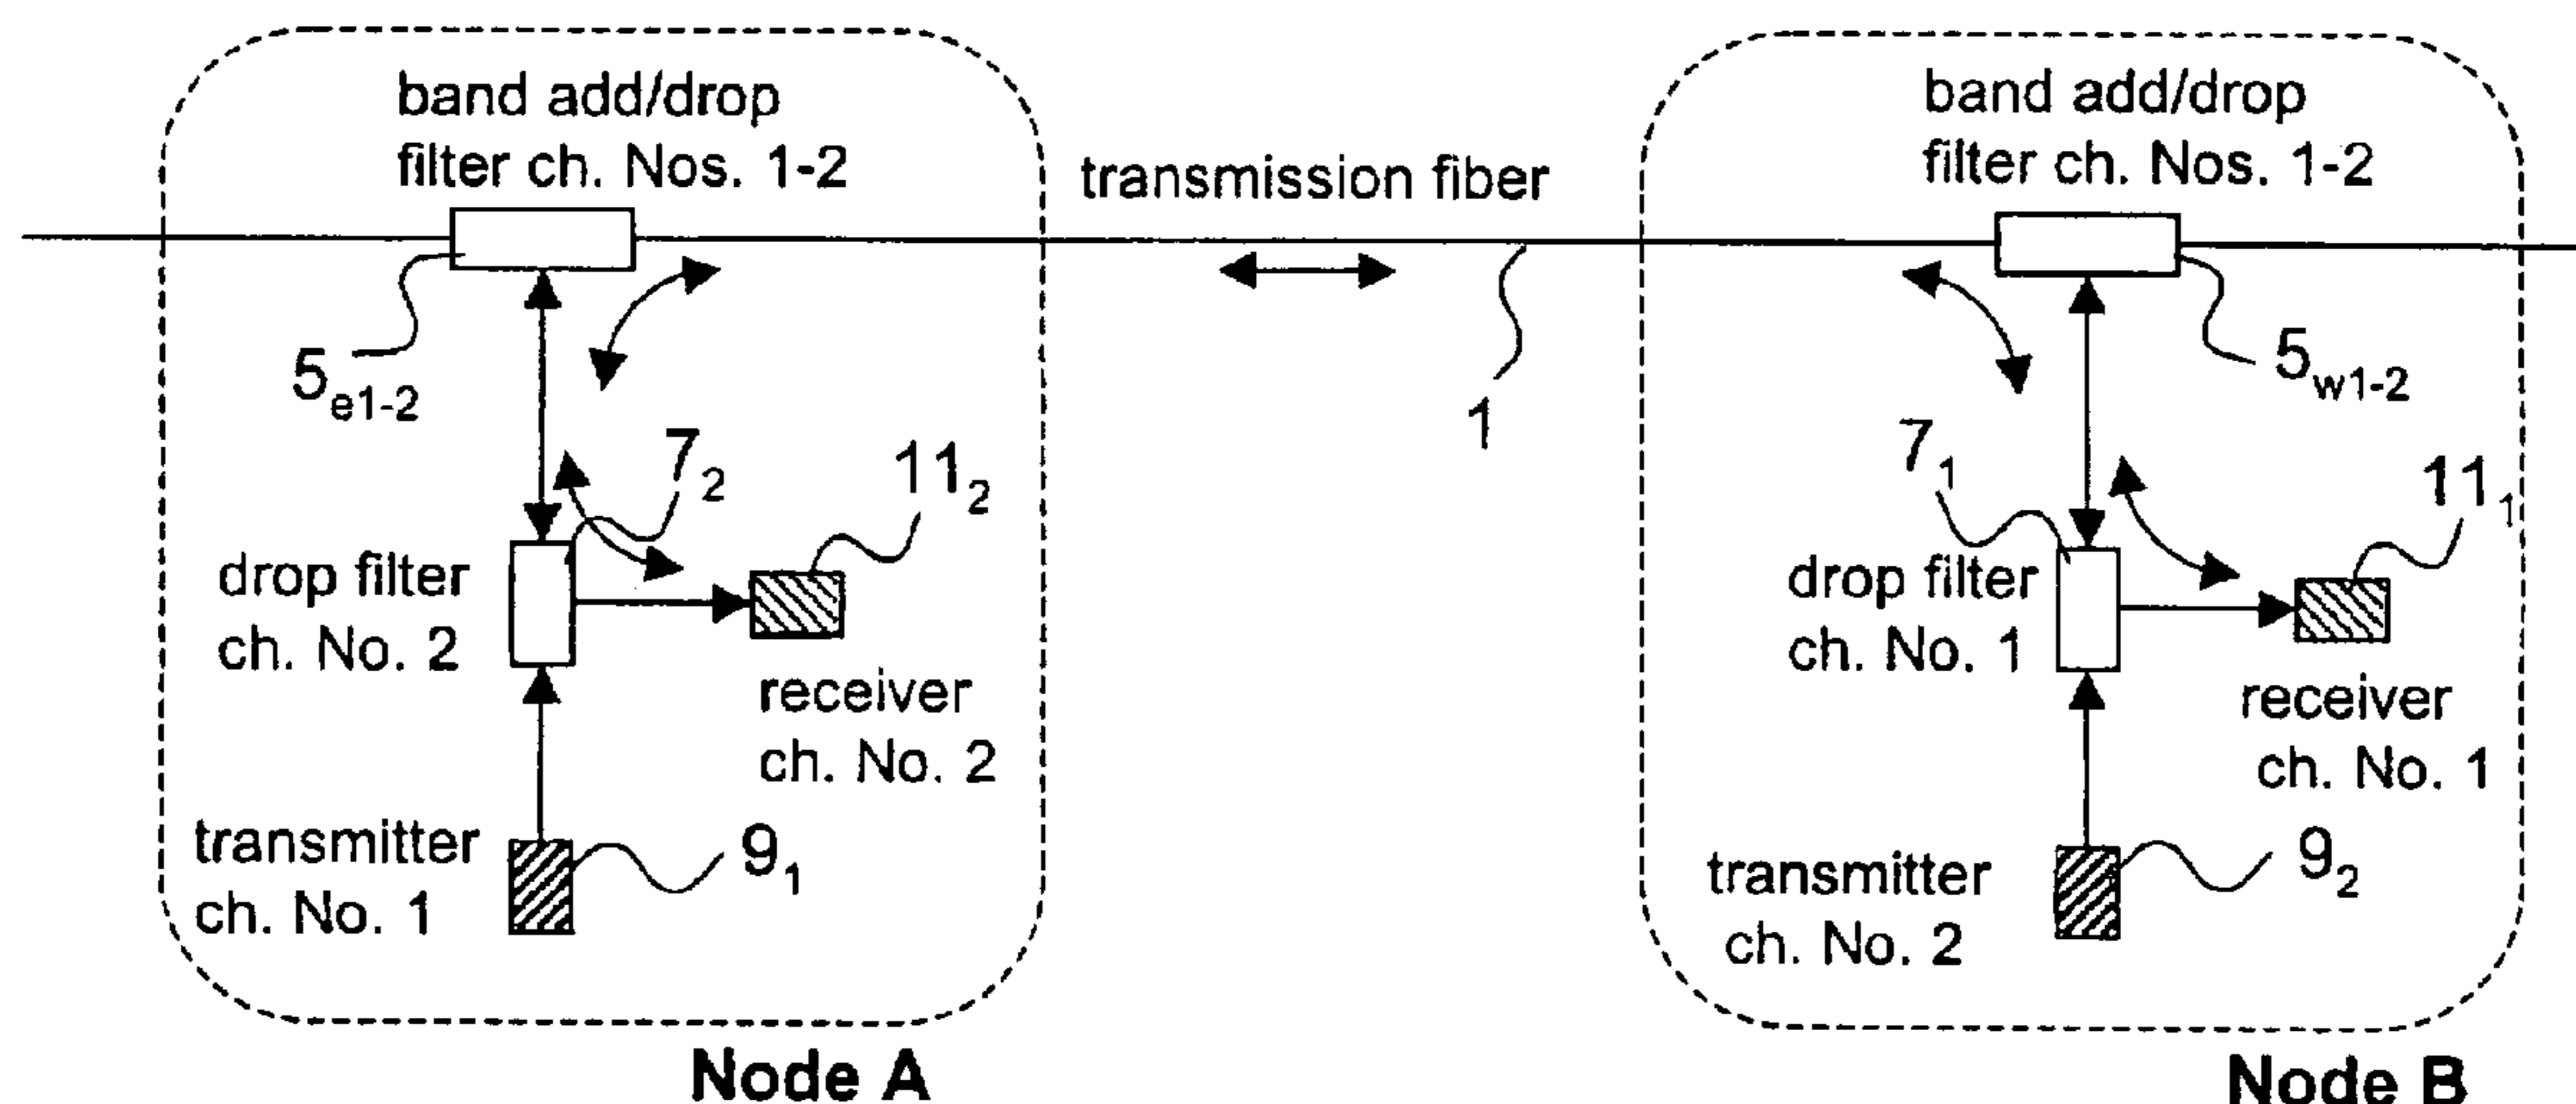 band add/drop
filter ch. Nos. 1-2
transmission fiber
band add/drop
filter ch. Nos. 1-2
5e1-2
1
5w1-2
72
112
71
111
drop filter
ch. No. 2
drop filter
ch. No. 1
receiver
ch. No. 2
receiver
ch. No. 1
transmitter
ch. No. 1
91
transmitter
ch. No. 2
92
Node A
Node B